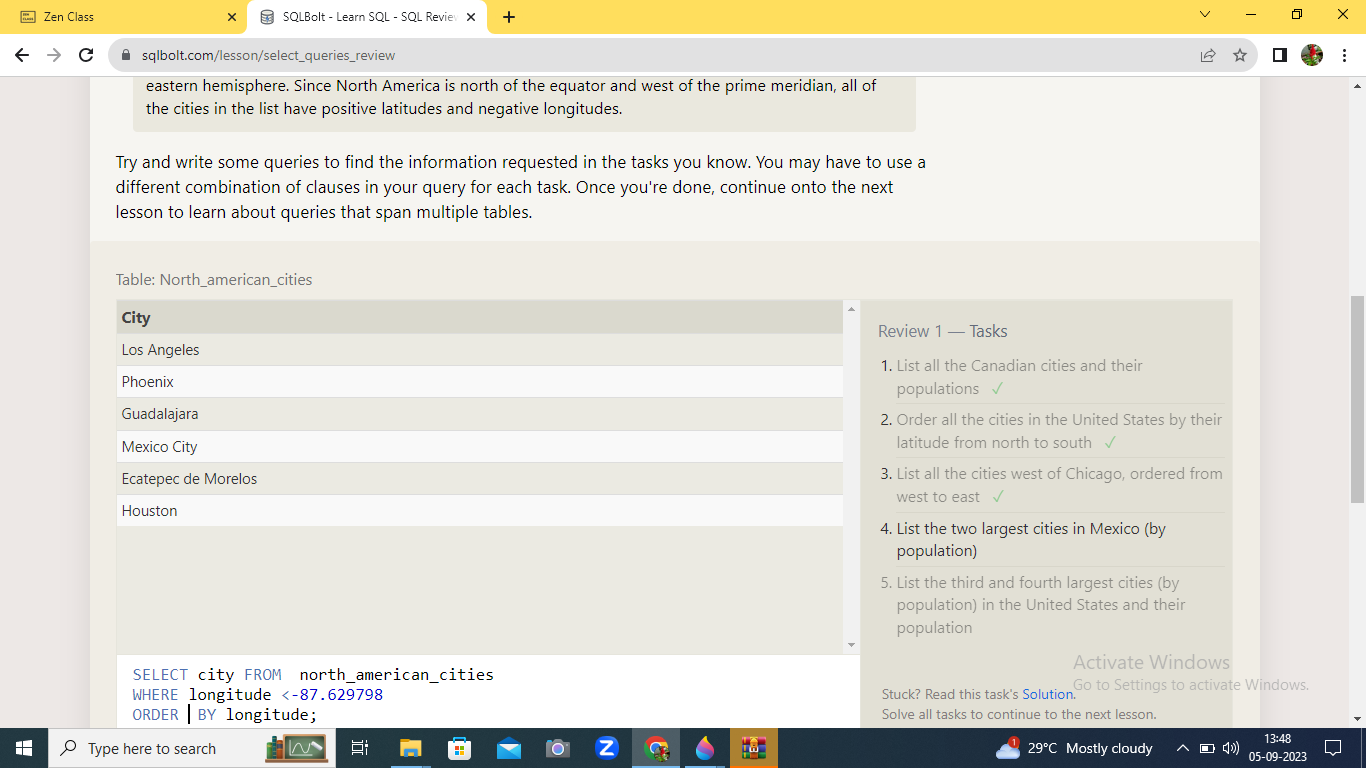 Zen Class
SQLBolt - Learn SQL - SQL Review
sqlbolt.com/lesson/select_queries_review
eastern hemisphere. Since North America is north of the equator and west of the prime meridian, all of
the cities in the list have positive latitudes and negative longitudes.
Try and write some queries to find the information requested in the tasks you know. You may have to use a
different combination of clauses in your query for each task. Once you're done, continue onto the next
lesson to learn about queries that span multiple tables.
Table: North_american_cities
City
Los Angeles
Phoenix
Guadalajara
Mexico City
Ecatepec de Morelos
Houston
SELECT city FROM  north_american_cities
WHERE longitude <-87.629798
ORDER  BY longitude;
Review 1 — Tasks
1. List all the Canadian cities and their
populations ✓
2. Order all the cities in the United States by their
latitude from north to south ✓
3. List all the cities west of Chicago, ordered from
west to east ✓
4. List the two largest cities in Mexico (by
population)
5. List the third and fourth largest cities (by
population) in the United States and their
population
Activate Windows
Go to Settings to activate Windows.
Stuck? Read this task's Solution.
Solve all tasks to continue to the next lesson.
Type here to search
1
29°C Mostly cloudy
13:48
05-09-2023